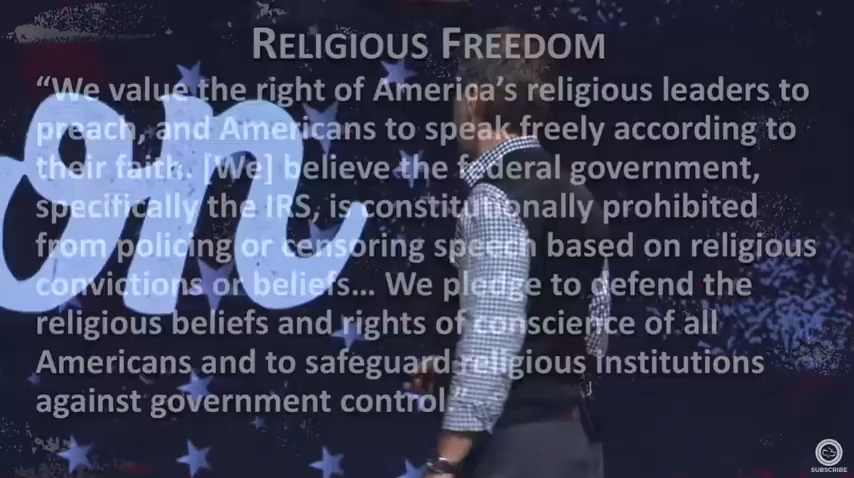 RELIGIOUS FREEDOM
“We value the right of America’s religious leaders to
preach, and Americans to speak freely according to
their faith. [We] believe the federal government,
specifically the IRS, is constitutionally prohibited
from policing or censoring speech based on religious
convictions or beliefs... We pledge to defend the
religious beliefs and rights of conscience of all
Americans and to safeguard religious institutions
against government control.”
on
SUBSCRIBE